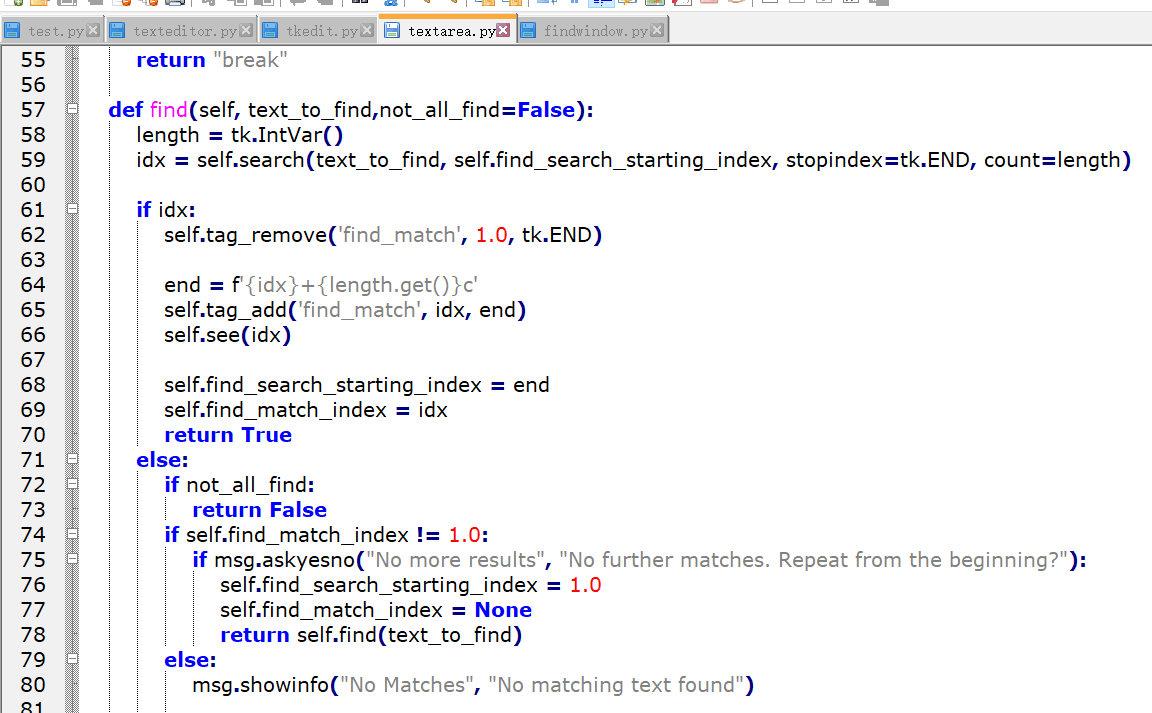 test.py
texteditor.py
tkedit.py
textarea.py
findwindow.py
55 return "break"
56
57 def find(self, text_to_find,not_all_find=False):
58 length = tk.IntVar()
59 idx = self.search(text_to_find, self.find_search_starting_index, stopindex=tk.END, count=length)
60
61 if idx:
62 self.tag_remove('find_match', 1.0, tk.END)
63
64 end = f'{idx}+{length.get()}c'
65 self.tag_add('find_match', idx, end)
66 self.see(idx)
67
68 self.find_search_starting_index = end
69 self.find_match_index = idx
70 return True
71 else:
72 if not_all_find:
73 return False
74 if self.find_match_index != 1.0:
75 if msg.askyesno("No more results", "No further matches. Repeat from the beginning?"):
76 self.find_search_starting_index = 1.0
77 self.find_match_index = None
78 return self.find(text_to_find)
79 else:
80 msg.showinfo("No Matches", "No matching text found")
81